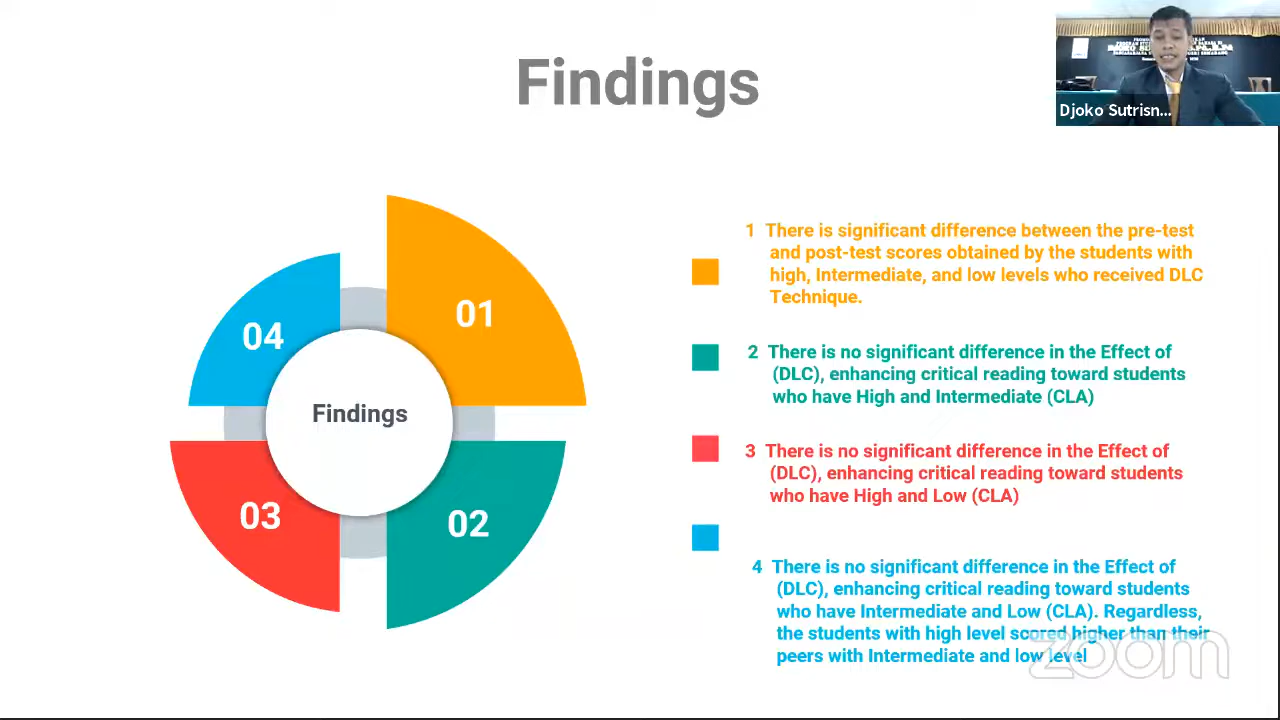 Findings
Djoko Sutrisn...
01
04
Findings
03
02
1 There is significant difference between the pre-test
and post-test scores obtained by the students with
high, Intermediate, and low levels who received DLC
Technique.
2 There is no significant difference in the Effect of
(DLC), enhancing critical reading toward students
who have High and Intermediate (CLA)
3 There is no significant difference in the Effect of
(DLC), enhancing critical reading toward students
who have High and Low (CLA)
4 There is no significant difference in the Effect of
(DLC), enhancing critical reading toward students
who have Intermediate and Low (CLA). Regardless,
the students with high level scored higher than their
peers with Intermediate and low level
zoom